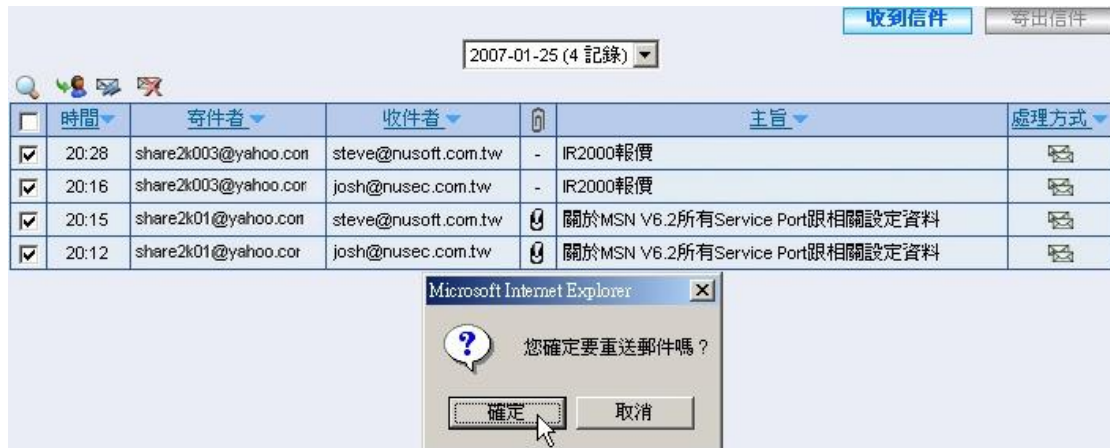 收到信件 寄出信件
2007-01-25 (4 記錄)
時間 寄件者 收件者 主旨 處理方式
20:28 share2k003@yahoo.con steve@nusoft.com.tw - IR2000報價
20:16 share2k003@yahoo.cor josh@nusec.com.tw - IR2000報價
20:15 share2k01@yahoo.con steve@nusoft.com.tw 關於MSN V6.2所有Service Port跟相關設定資料
20:12 share2k01@yahoo.cor josh@nusec.com.tw 關於MSN V6.2所有Service Port跟相關設定資料
Microsoft Internet Explorer
您確定要重送郵件嗎？
確定 取消